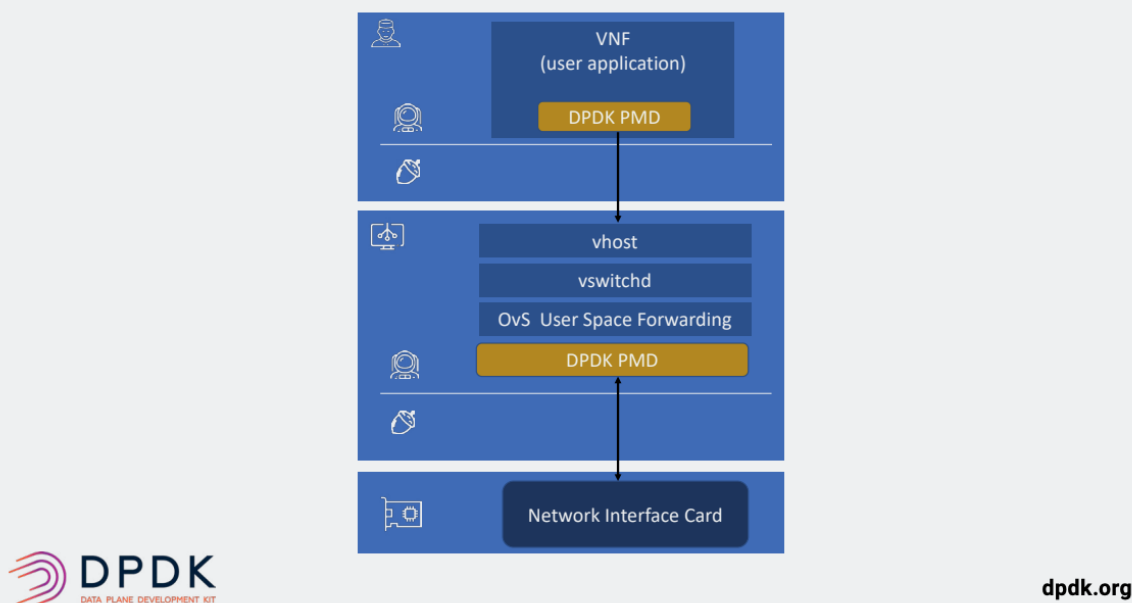 VNF
(user application)
DPDK PMD
vhost
vswitchd
OvS User Space Forwarding
DPDK PMD
Network Interface Card
DPDK
DATA PLANE DEVELOPMENT KIT
dpdk.org